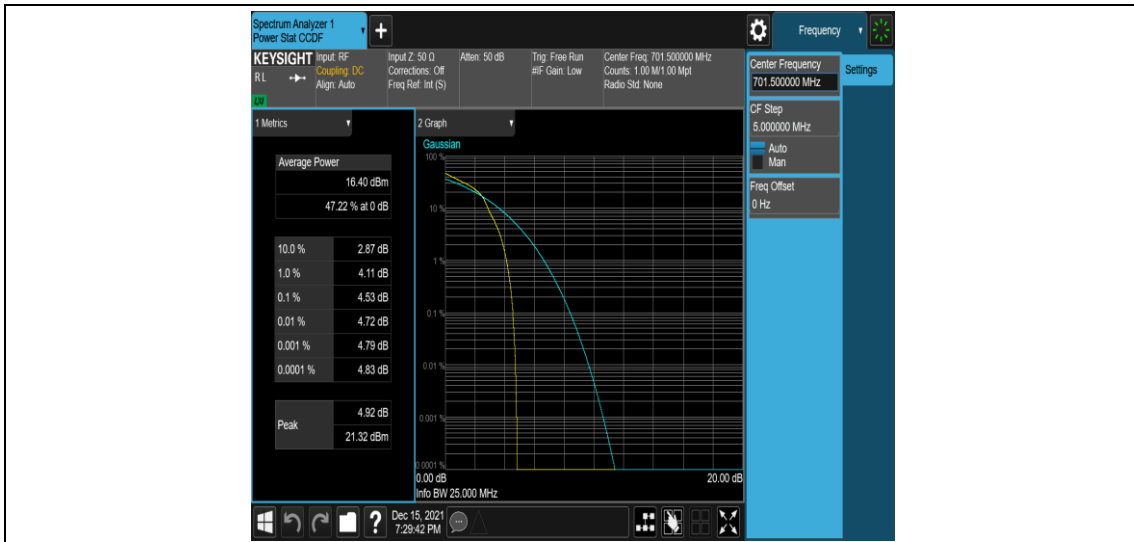 Spectrum Analyzer 1
Power Stat CCDF
Frequency
KEYSIGHT
RL
LXI
Input: RF
Coupling: DC
Align: Auto
Input Z: 50 Ω
Corrections: Off
Freq Ref: Int (S)
Atten: 50 dB
Trig: Free Run
#IF Gain: Low
Center Freq: 701.500000 MHz
Counts: 1.00 M/1.00 Mpt
Radio Std: None
Center Frequency
701.500000 MHz
Settings
CF Step
5.000000 MHz
Auto
Man
Freq Offset
0 Hz
1 Metrics
Average Power
16.40 dBm
47.22 % at 0 dB
10.0 % 2.87 dB
1.0 % 4.11 dB
0.1 % 4.53 dB
0.01 % 4.72 dB
0.001 % 4.79 dB
0.0001 % 4.83 dB
Peak
4.92 dB
21.32 dBm
2 Graph
Gaussian
100 %
10 %
1 %
0.1 %
0.01 %
0.001 %
0.0001 %
0.00 dB 20.00 dB
Info BW 25.000 MHz
Dec 15, 2021
7:29:42 PM